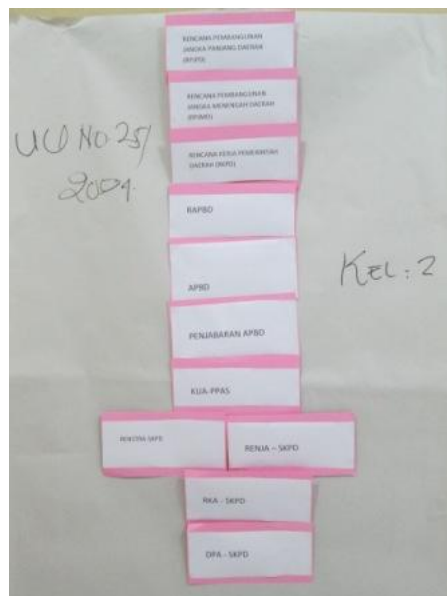 RENCANA PEMBANGUNAN
JANGKA PANJANG DAERAH
(RPJPD)
RENCANA PEMBANGUNAN
JANGKA MENENGAH DAERAH
(RPJMD)
UU No. 25/
2004
RENCANA KERJA PEMERINTAH
DAERAH (RKPD)
RAPBD
APBD
KEL : 2
PENJABARAN APBD
KUA-PPAS
RENSTRA-SKPD
RENJA – SKPD
RKA - SKPD
DPA - SKPD